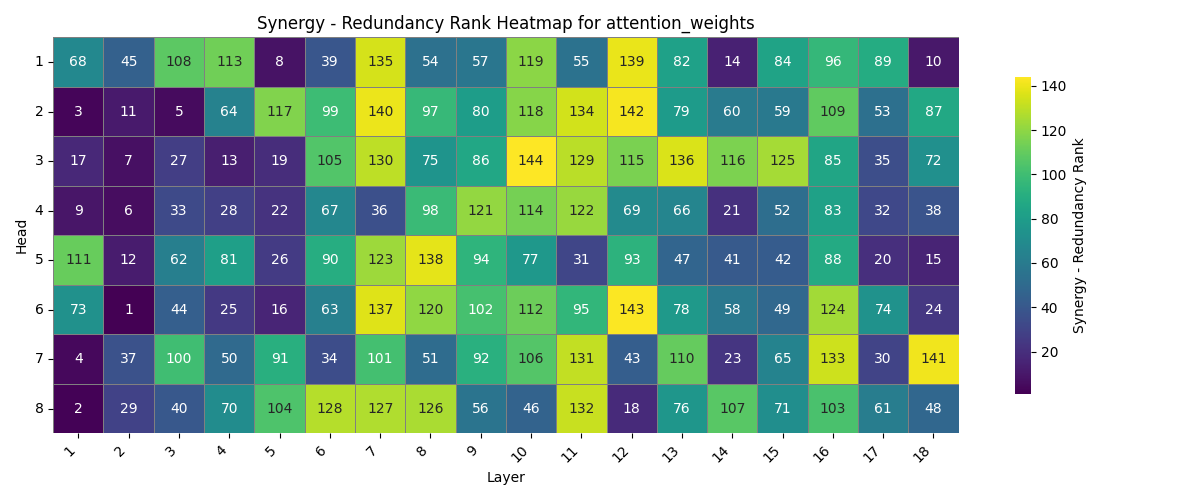 Synergy - Redundancy Rank Heatmap for attention_weights
1 68 45 108 113 8 39 135 54 57 119 55 139 82 14 84 96 89 10
2 3 11 5 64 117 99 140 97 80 118 134 142 79 60 59 109 53 87
3 17 7 27 13 19 105 130 75 86 144 129 115 136 116 125 85 35 72
4 9 6 33 28 22 67 36 98 121 114 122 69 66 21 52 83 32 38
5 111 12 62 81 26 90 123 138 94 77 31 93 47 41 42 88 20 15
6 73 1 44 25 16 63 137 120 102 112 95 143 78 58 49 124 74 24
7 4 37 100 50 91 34 101 51 92 106 131 43 110 23 65 133 30 141
8 2 29 40 70 104 128 127 126 56 46 132 18 76 107 71 103 61 48
1 2 3 4 5 6 7 8 9 10 11 12 13 14 15 16 17 18
Layer
Head
140
120
100
80
60
40
20
Synergy - Redundancy Rank